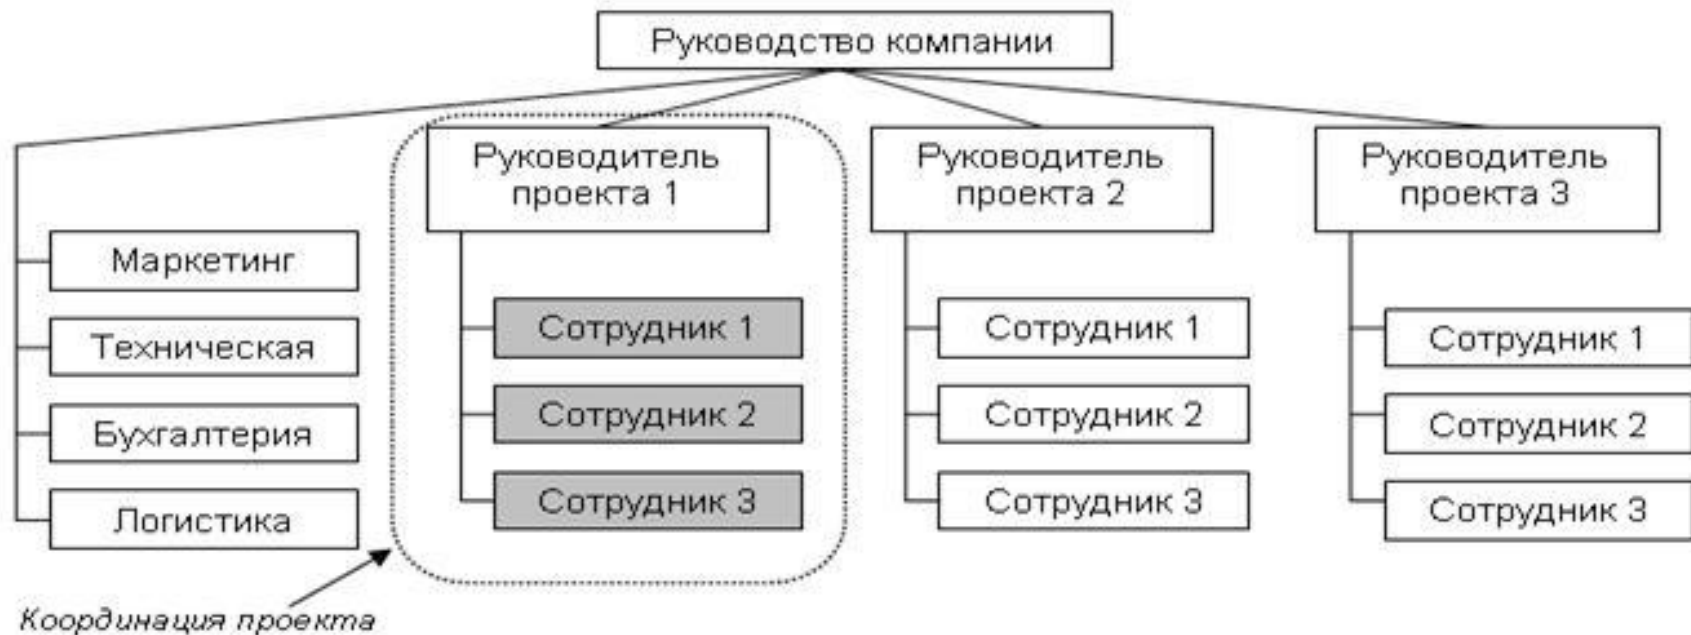 Руководство компании
Руководитель
проекта 1
Руководитель
проекта 2
Руководитель
проекта 3
Маркетинг
Техническая
Бухгалтерия
Логистика
Сотрудник 1
Сотрудник 2
Сотрудник 3
Сотрудник 1
Сотрудник 2
Сотрудник 3
Сотрудник 1
Сотрудник 2
Сотрудник 3
Координация проекта